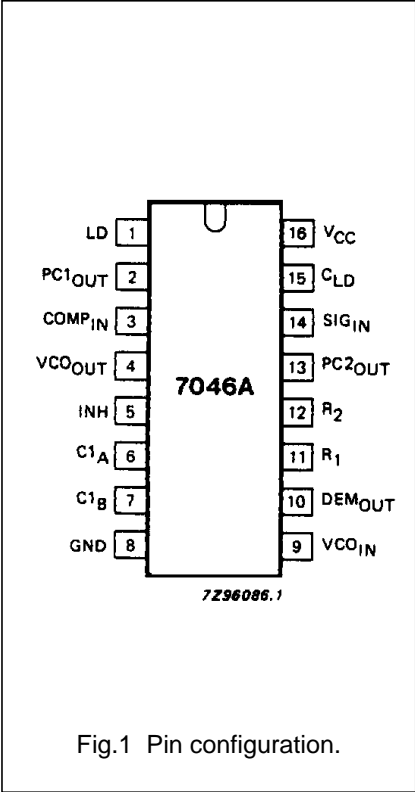 LD 1 16 VCC
PC1OUT 2 15 CLD
COMPIN 3 14 SIGIN
VCOOUT 4 13 PC2OUT
7046A
INH 5 12 R2
C1A 6 11 R1
C1B 7 10 DEMOUT
GND 8 9 VCOIN
7Z96086.1
Fig.1 Pin configuration.